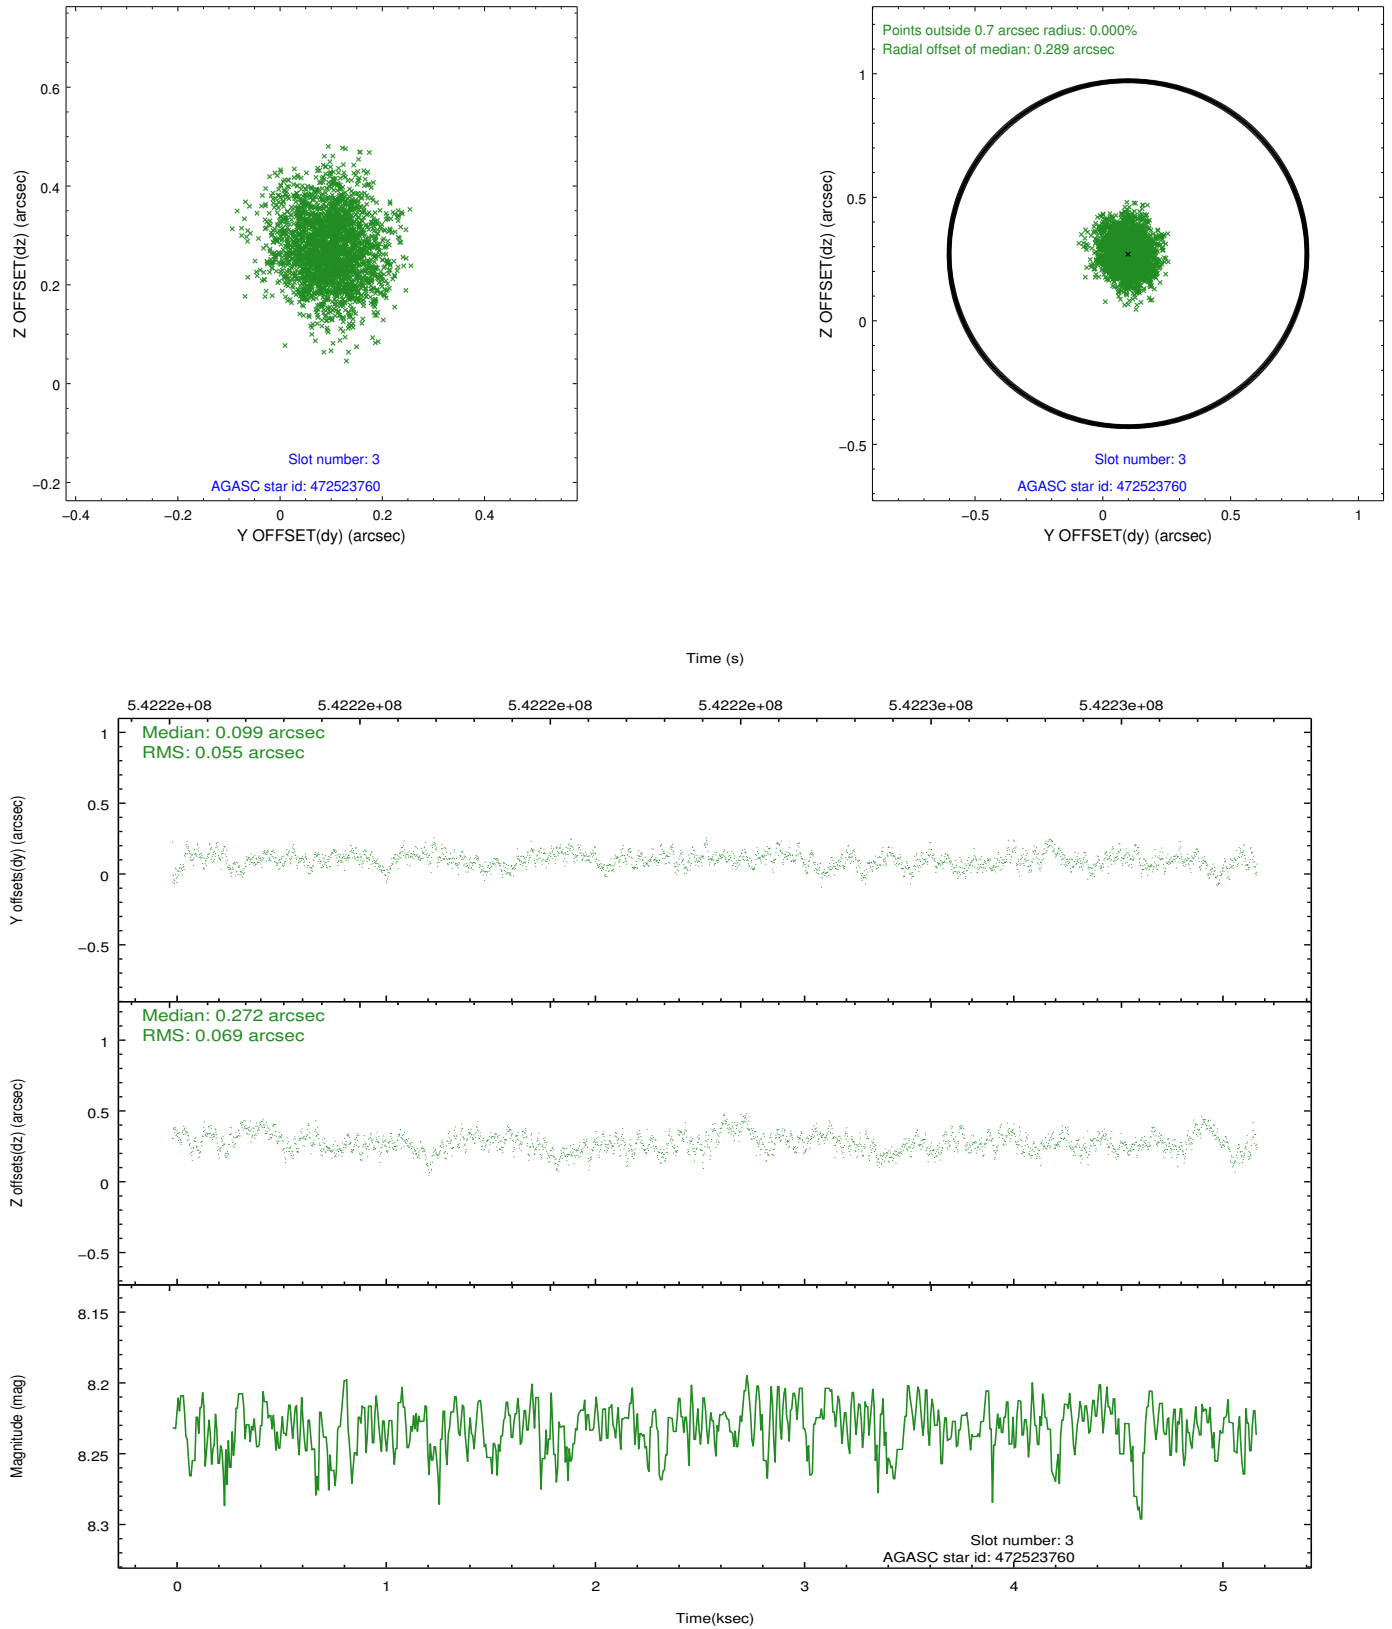 0.6
0.4
0.2
0
−0.2
Z OFFSET(dz) (arcsec)
Slot number: 3
AGASC star id: 472523760
−0.4 −0.2 0 0.2 0.4
Y OFFSET(dy) (arcsec)
Points outside 0.7 arcsec radius: 0.000%
Radial offset of median: 0.289 arcsec
1
0.5
0
−0.5
Z OFFSET(dz) (arcsec)
Slot number: 3
AGASC star id: 472523760
−0.5 0 0.5 1
Y OFFSET(dy) (arcsec)
Time (s)
5.4222e+08 5.4222e+08 5.4222e+08 5.4222e+08 5.4223e+08 5.4223e+08
Median: 0.099 arcsec
RMS: 0.055 arcsec
1
0.5
0
−0.5
Y offsets(dy) (arcsec)
Median: 0.272 arcsec
RMS: 0.069 arcsec
1
0.5
0
−0.5
Z offsets(dz) (arcsec)
8.15
8.2
8.25
8.3
Magnitude (mag)
Slot number: 3
AGASC star id: 472523760
0 1 2 3 4 5
Time(ksec)